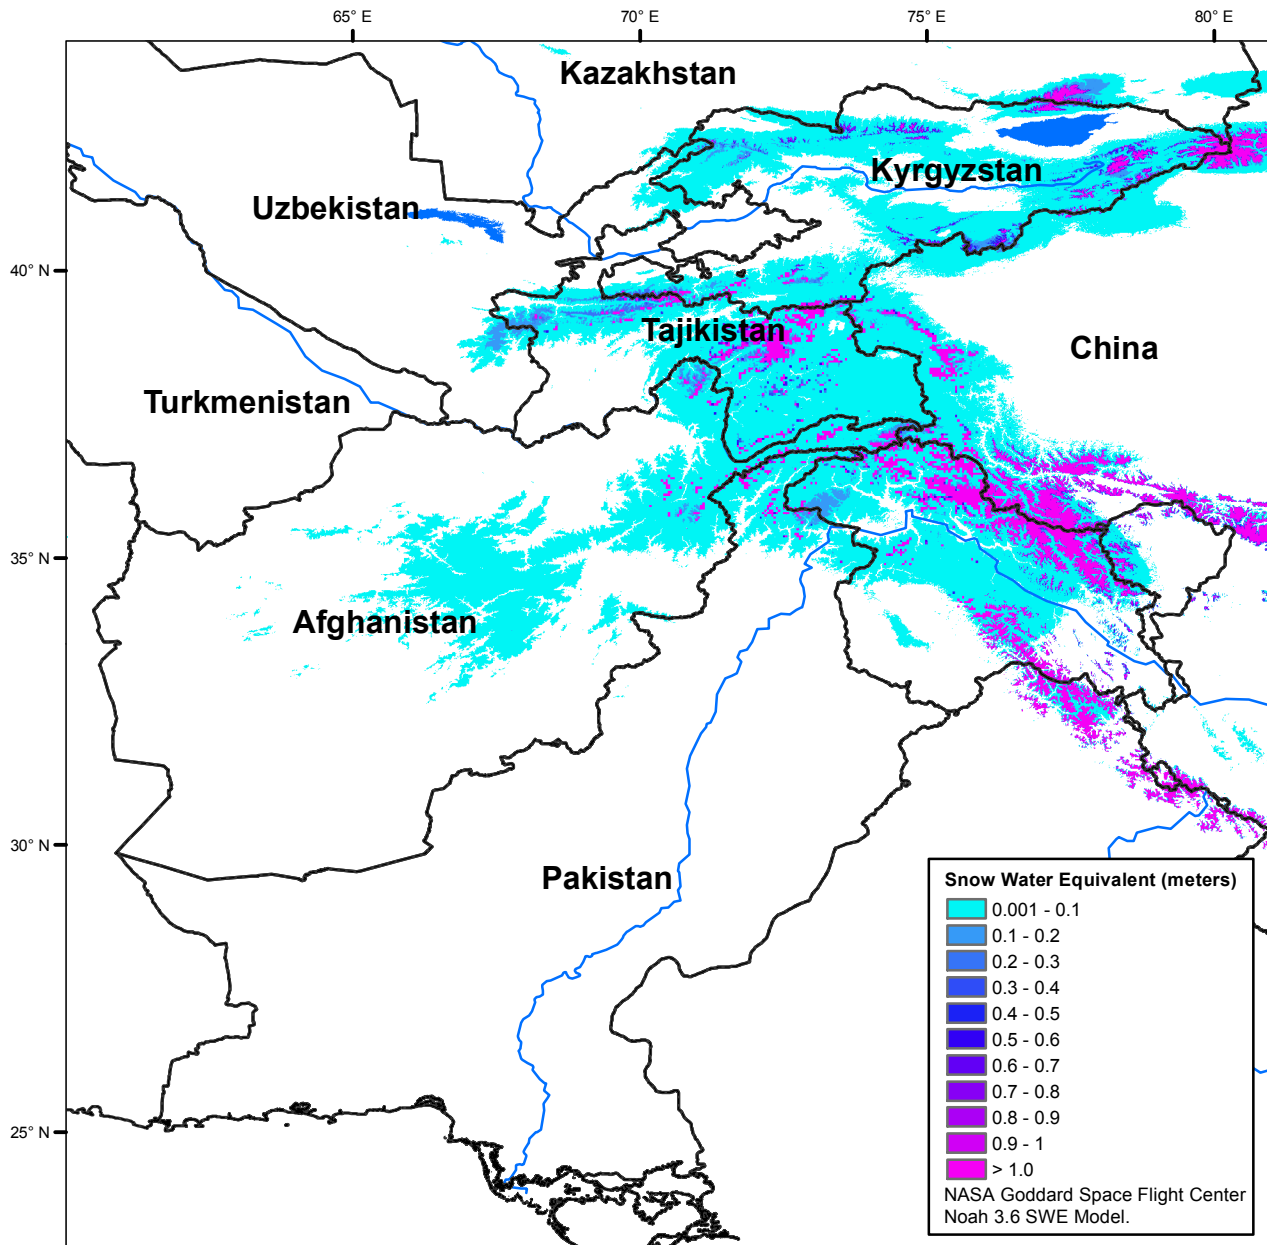 65° E
70° E
75° E
80° E
Kazakhstan
Kyrgyzstan
Uzbekistan
40° N
Tajikistan
China
Turkmenistan
35° N
Afghanistan
30° N
Pakistan
25° N
Snow Water Equivalent (meters)
0.001 - 0.1
0.1 - 0.2
0.2 - 0.3
0.3 - 0.4
0.4 - 0.5
0.5 - 0.6
0.6 - 0.7
0.7 - 0.8
0.8 - 0.9
0.9 - 1
> 1.0
NASA Goddard Space Flight Center
Noah 3.6 SWE Model.